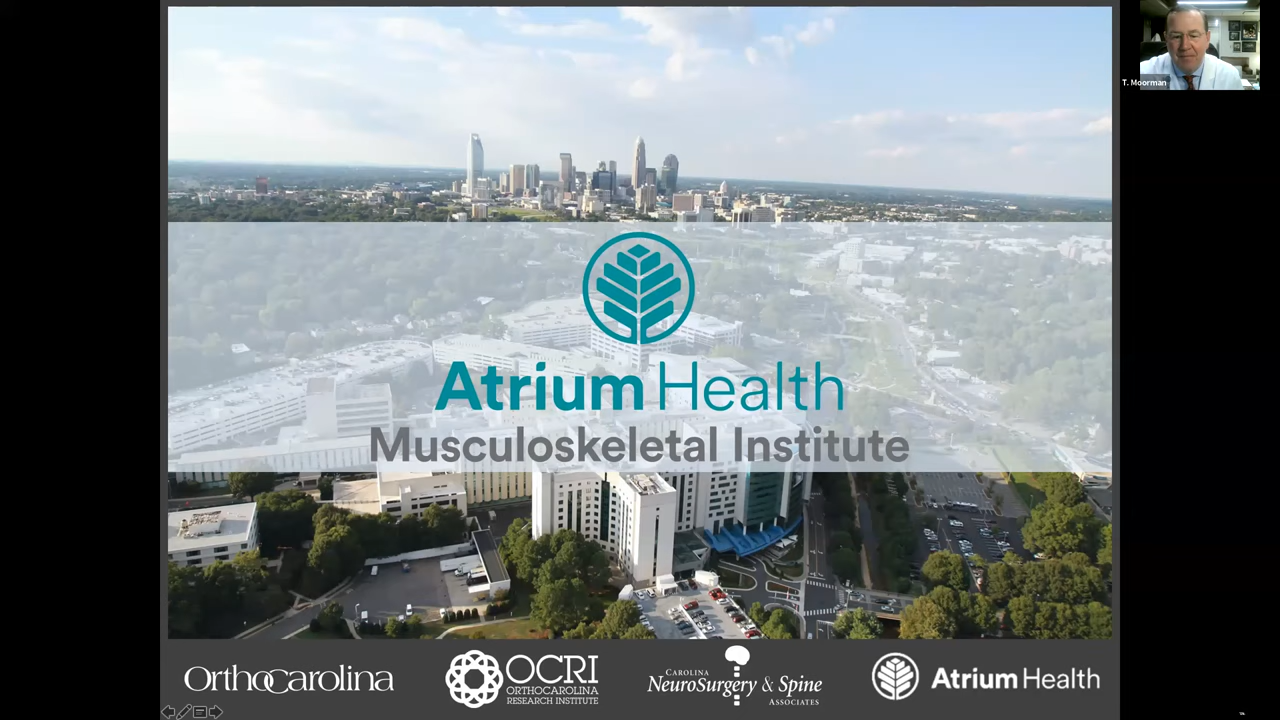 T. Moorman
Atrium Health
Musculoskeletal Institute
OrthoCarolina
OCRI
ORTHOCAROLINA
RESEARCH INSTITUTE
CAROLINA
NEUROSURGERY & SPINE
ASSOCIATES
Atrium Health